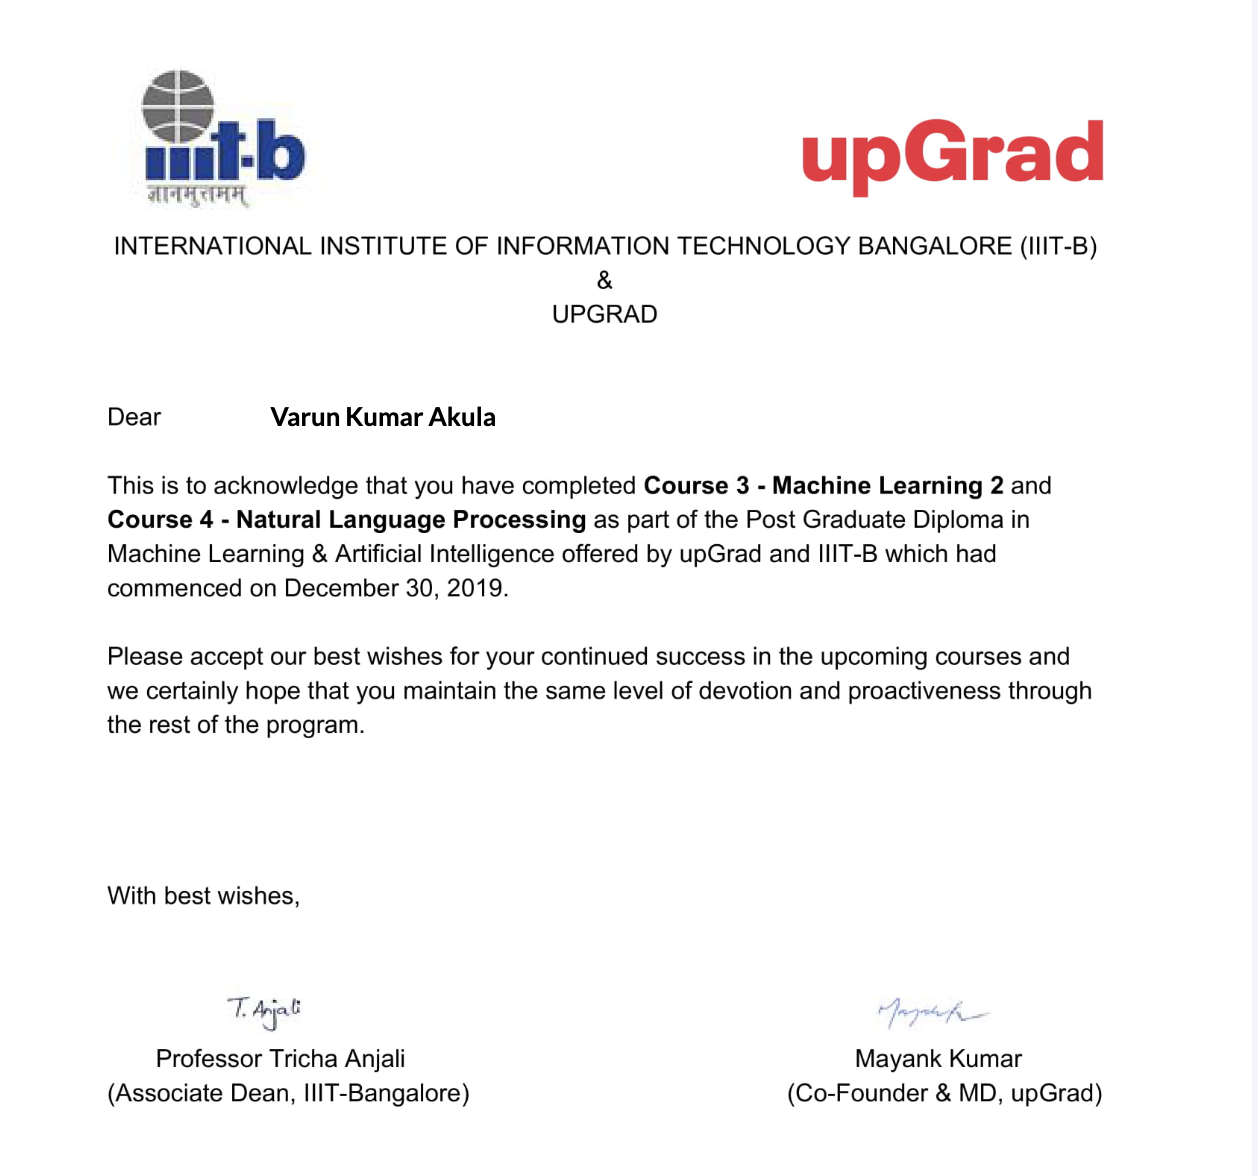 iiit-b
ज्ञानमुत्तमम्
upGrad
INTERNATIONAL INSTITUTE OF INFORMATION TECHNOLOGY BANGALORE (IIIT-B)
&
UPGRAD
Dear Varun Kumar Akula
This is to acknowledge that you have completed Course 3 - Machine Learning 2 and
Course 4 - Natural Language Processing as part of the Post Graduate Diploma in
Machine Learning & Artificial Intelligence offered by upGrad and IIIT-B which had
commenced on December 30, 2019.
Please accept our best wishes for your continued success in the upcoming courses and
we certainly hope that you maintain the same level of devotion and proactiveness through
the rest of the program.
With best wishes,
T. Anjali
Mayank
Professor Tricha Anjali
(Associate Dean, IIIT-Bangalore)
Mayank Kumar
(Co-Founder & MD, upGrad)